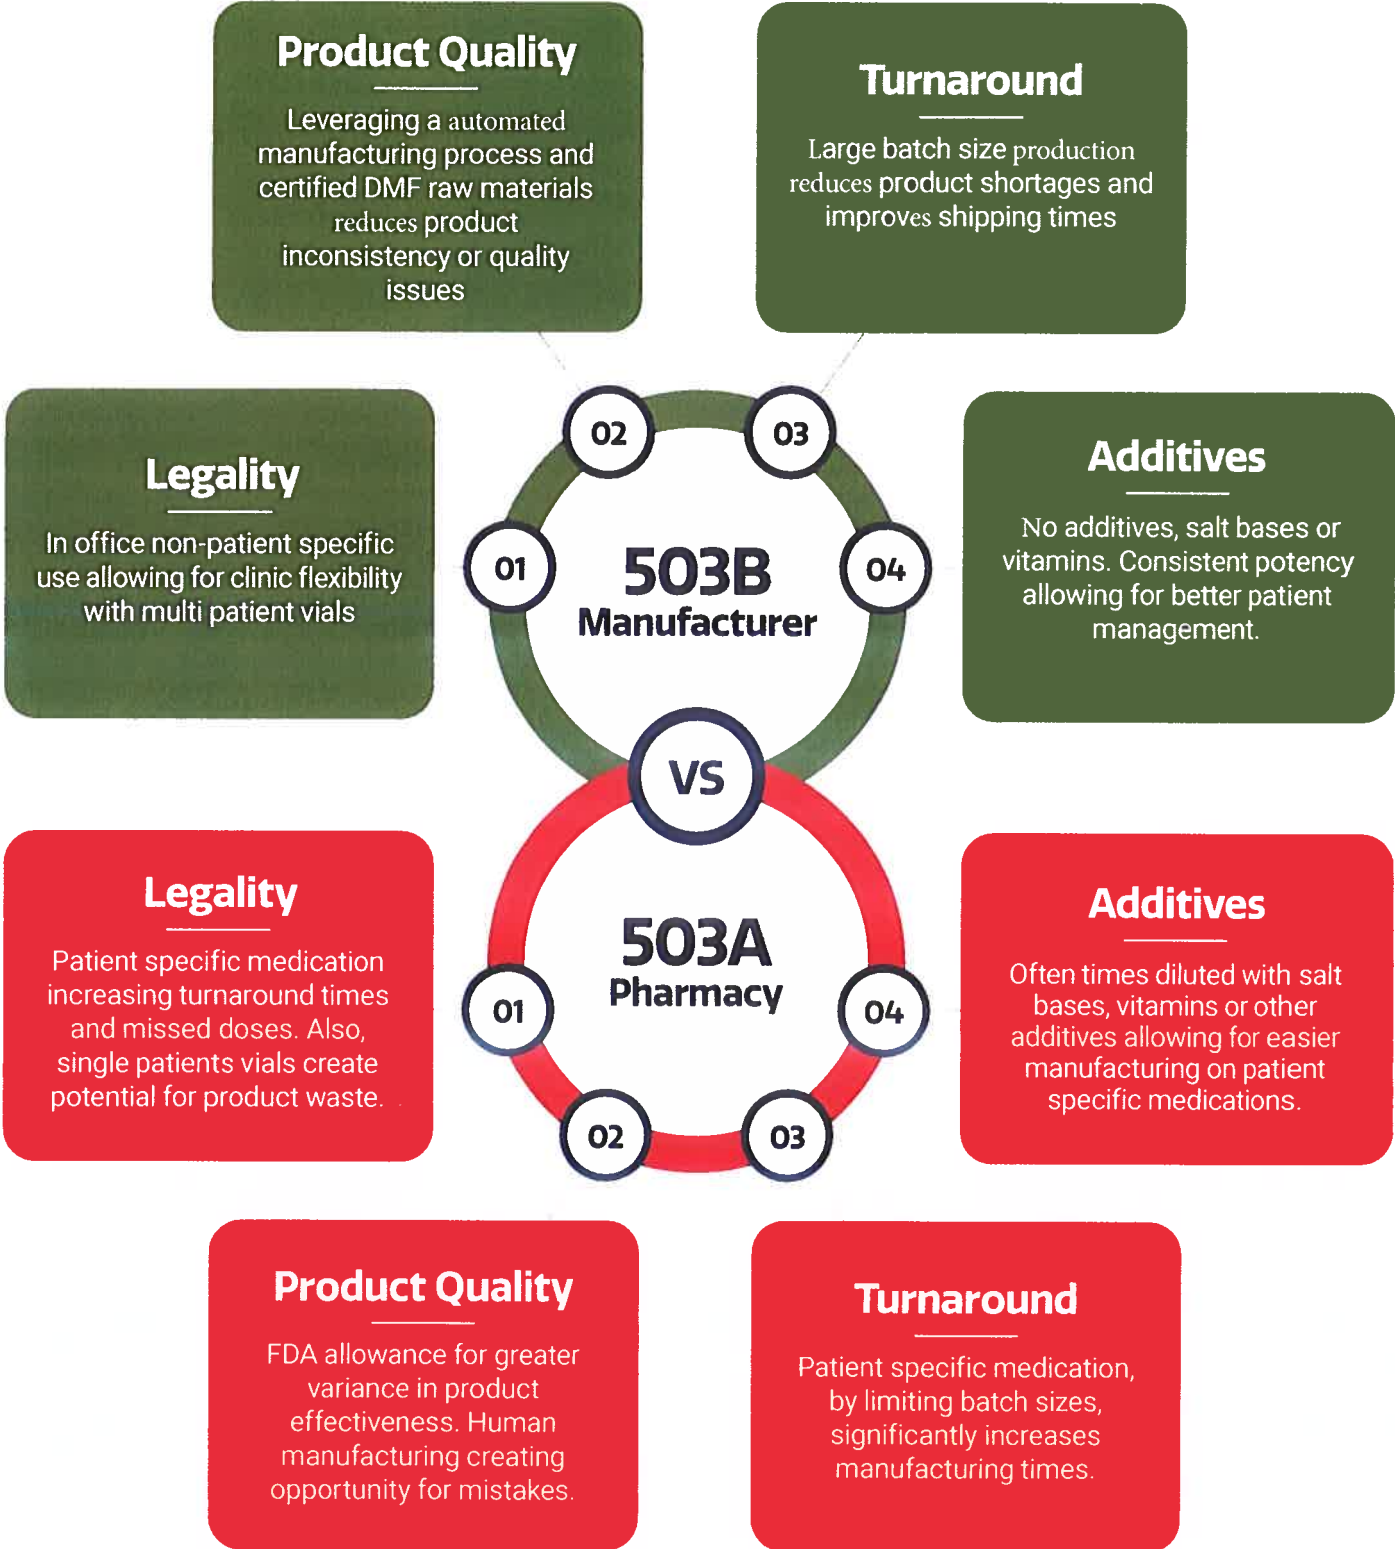 Product Quality
Leveraging a automated
manufacturing process and
certified DMF raw materials
reduces product
inconsistency or quality
issues
Turnaround
Large batch size production
reduces product shortages and
improves shipping times
Legality
In office non-patient specific
use allowing for clinic flexibility
with multi patient vials
02
03
01
04
503B
Manufacturer
Additives
No additives, salt bases or
vitamins. Consistent potency
allowing for better patient
management.
VS
Legality
Patient specific medication
increasing turnaround times
and missed doses. Also,
single patients vials create
potential for product waste.
503A
Pharmacy
01
04
02
03
Additives
Often times diluted with salt
bases, vitamins or other
additives allowing for easier
manufacturing on patient
specific medications.
Product Quality
FDA allowance for greater
variance in product
effectiveness. Human
manufacturing creating
opportunity for mistakes.
Turnaround
Patient specific medication,
by limiting batch sizes,
significantly increases
manufacturing times.